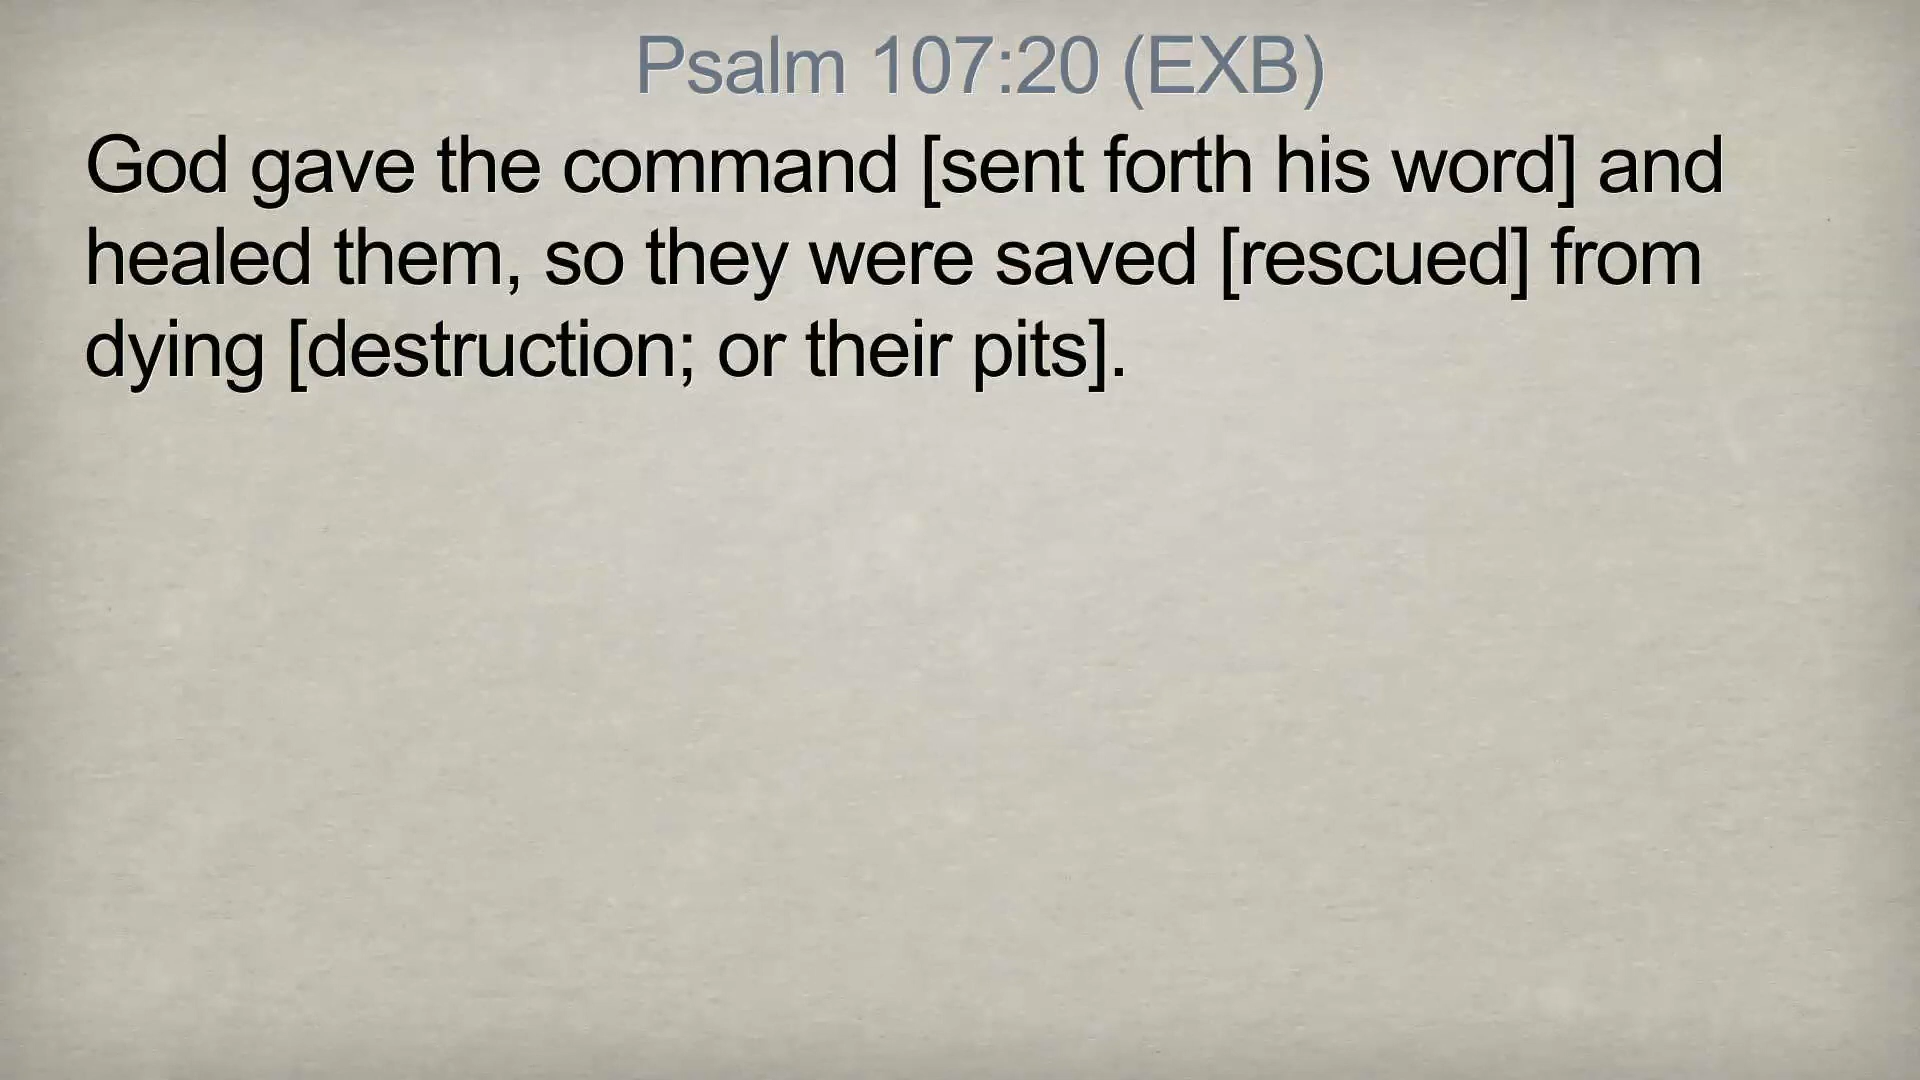 Psalm 107:20 (EXB)
God gave the command [sent forth his word] and
healed them, so they were saved [rescued] from
dying [destruction; or their pits].